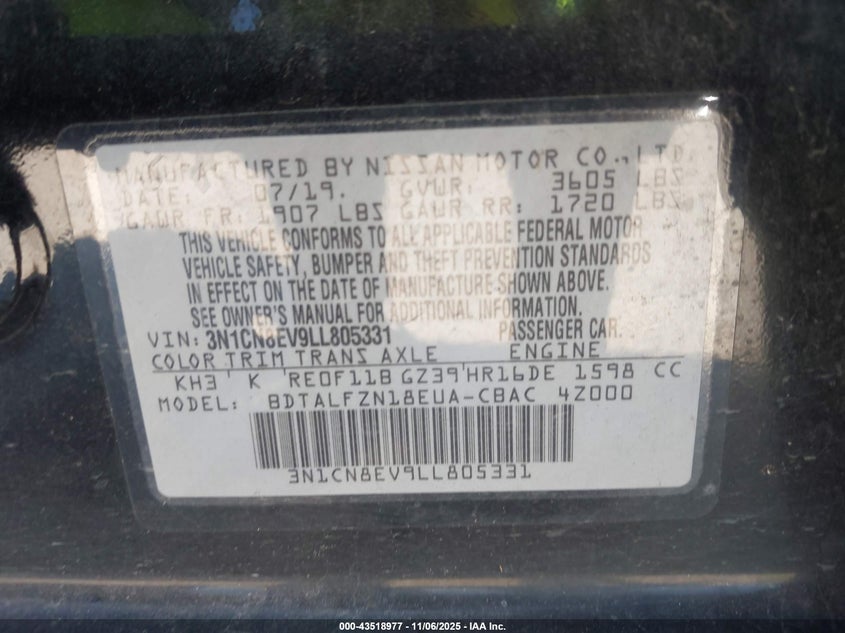 MANUFACTURED BY NISSAN MOTOR CO., LTD.
DATE: 07/19. GVWR: 3605 LBS
GAWR FR: 1907 LBS GAWR RR: 1720 LBS
THIS VEHICLE CONFORMS TO ALL APPLICABLE FEDERAL MOTOR
VEHICLE SAFETY, BUMPER AND THEFT PREVENTION STANDARDS
IN EFFECT ON THE DATE OF MANUFACTURE SHOWN ABOVE.
SEE OWNER'S MANUAL FOR ADDITIONAL INFORMATION.
VIN: 3N1CN8EV9LL805331 PASSENGER CAR.
COLOR TRIM TRANS AXLE ENGINE
KH3' K 'RE0F11B GZ39'HR16DE 1598 CC
MODEL: BDTALFZN18EUA-CBAC 4Z000
3N1CN8EV9LL805331
000-43518977 - 11/06/2025 - IAA Inc.